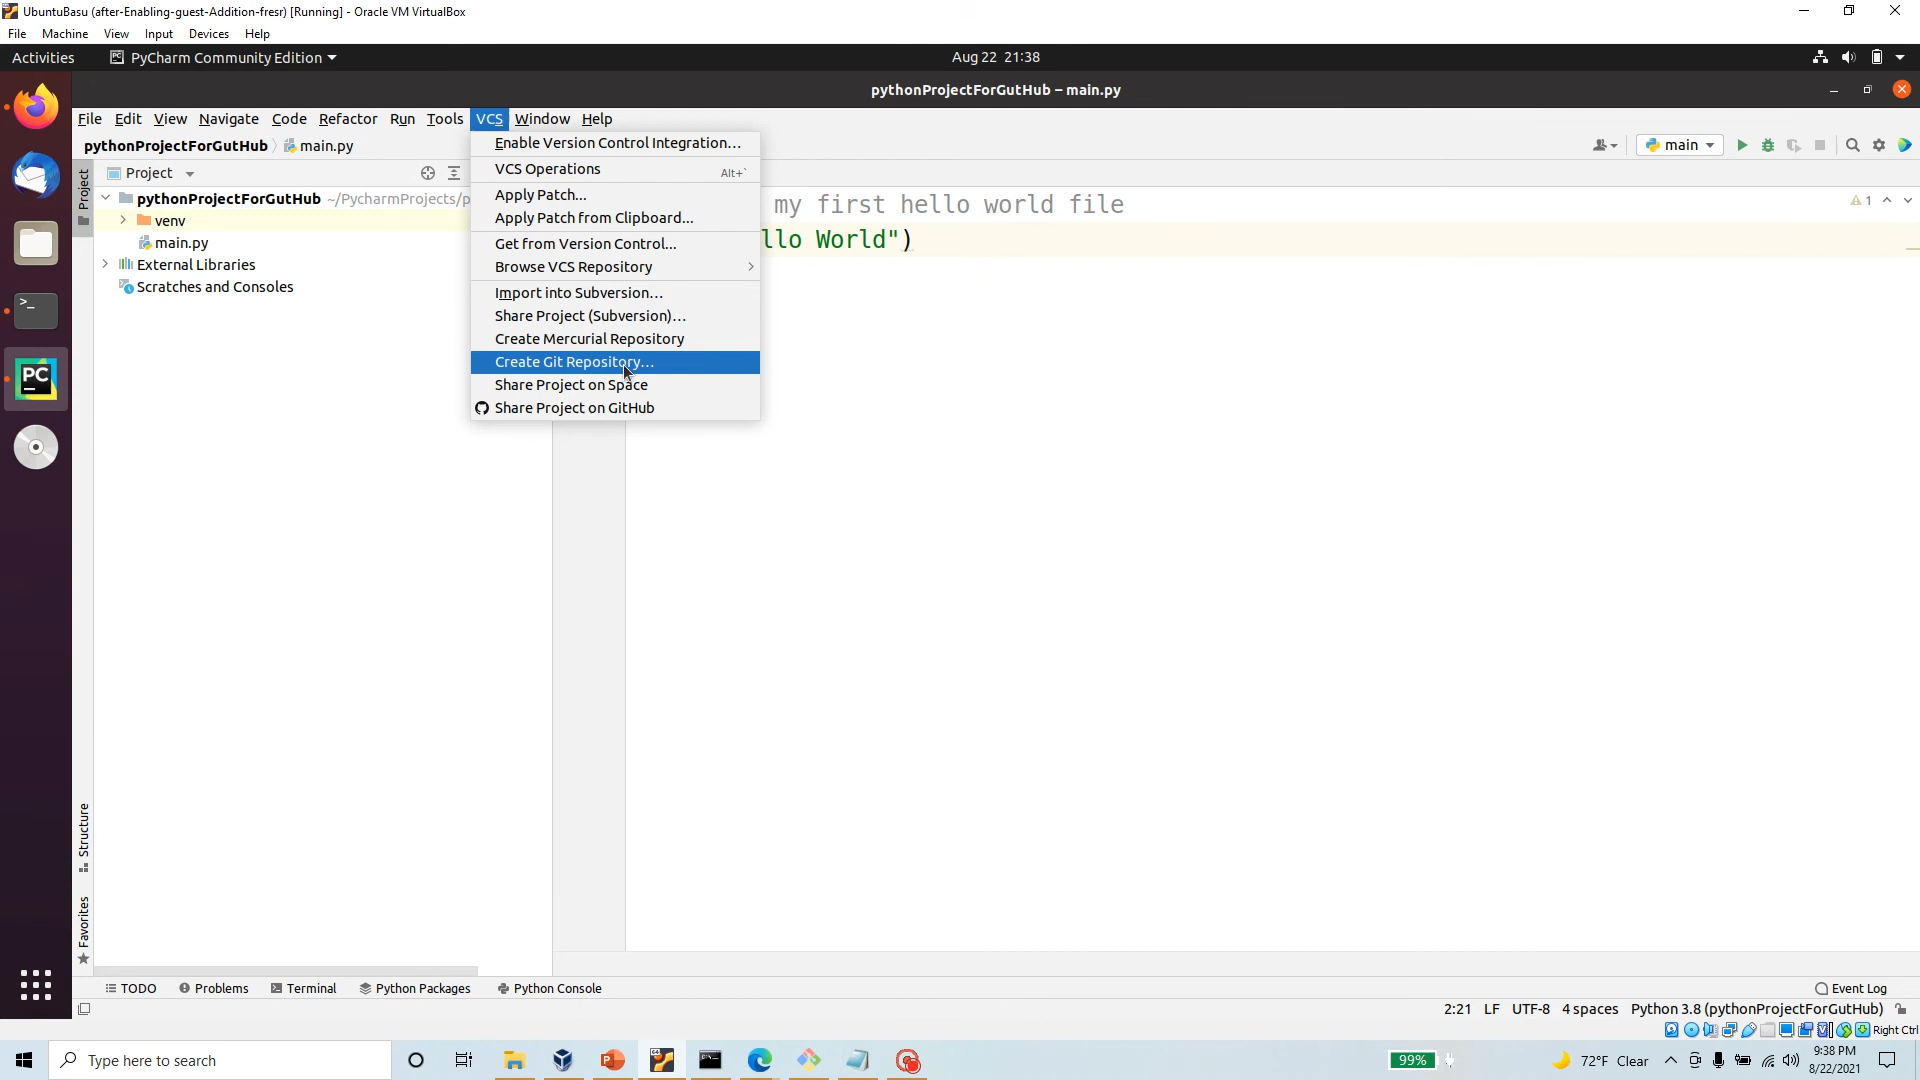 UbuntuBasu (after-Enabling-guest-Addition-fresr) [Running] - Oracle VM VirtualBox
File Machine View Input Devices Help
Activities PyCharm Community Edition Aug 22 21:38
pythonProjectForGutHub – main.py
File Edit View Navigate Code Refactor Run Tools VCS Window Help
pythonProjectForGutHub main.py main
Project
Project
pythonProjectForGutHub ~/PycharmProjects/p
venv
main.py
External Libraries
Scratches and Consoles
Enable Version Control Integration...
VCS Operations Alt+`
Apply Patch...
Apply Patch from Clipboard...
Get from Version Control...
Browse VCS Repository
Import into Subversion...
Share Project (Subversion)...
Create Mercurial Repository
Create Git Repository...
Share Project on Space
Share Project on GitHub
my first hello world file
llo World")
1
PC
Structure
Favorites
TODO Problems Terminal Python Packages Python Console Event Log
2:21 LF UTF-8 4 spaces Python 3.8 (pythonProjectForGutHub)
Right Ctrl
Type here to search
99%
72°F Clear
9:38 PM
8/22/2021